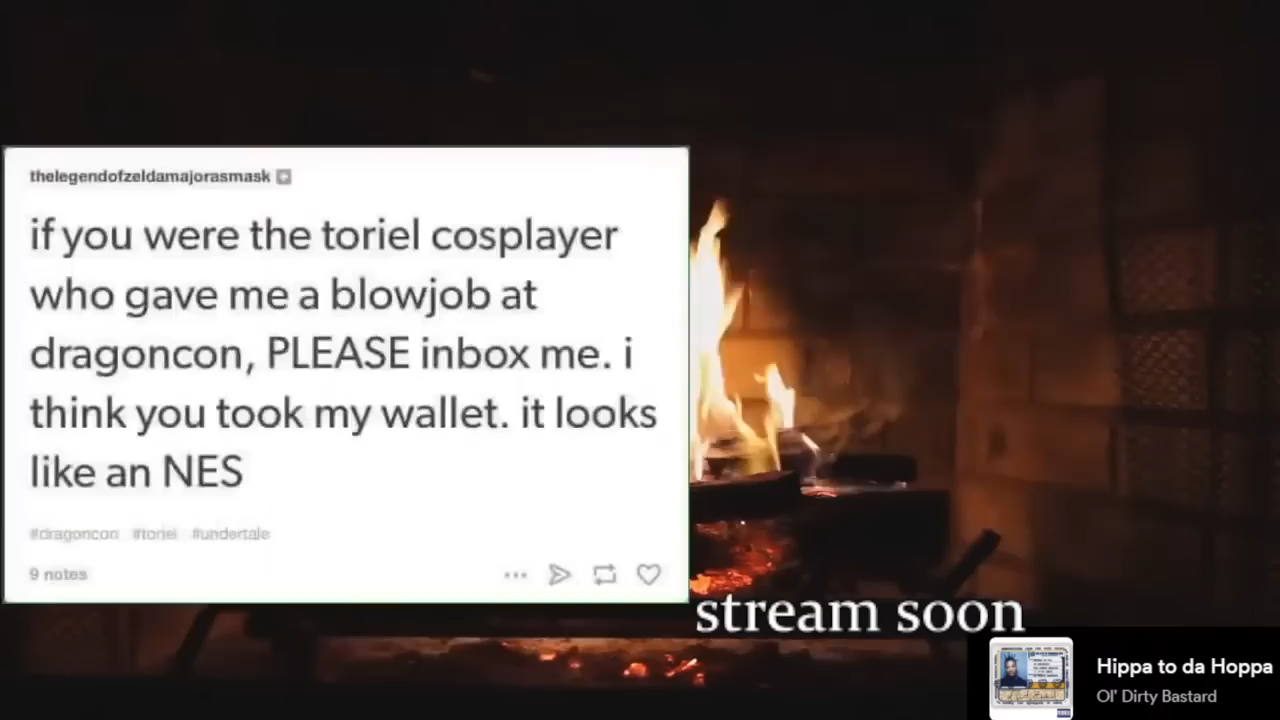 thelegendofzeldamajorasmask
if you were the toriel cosplayer
who gave me a blowjob at
dragoncon, PLEASE inbox me. i
think you took my wallet. it looks
like an NES
#dragoncon #toriel #undertale
9 notes
stream soon
Hippa to da Hoppa
Ol' Dirty Bastard